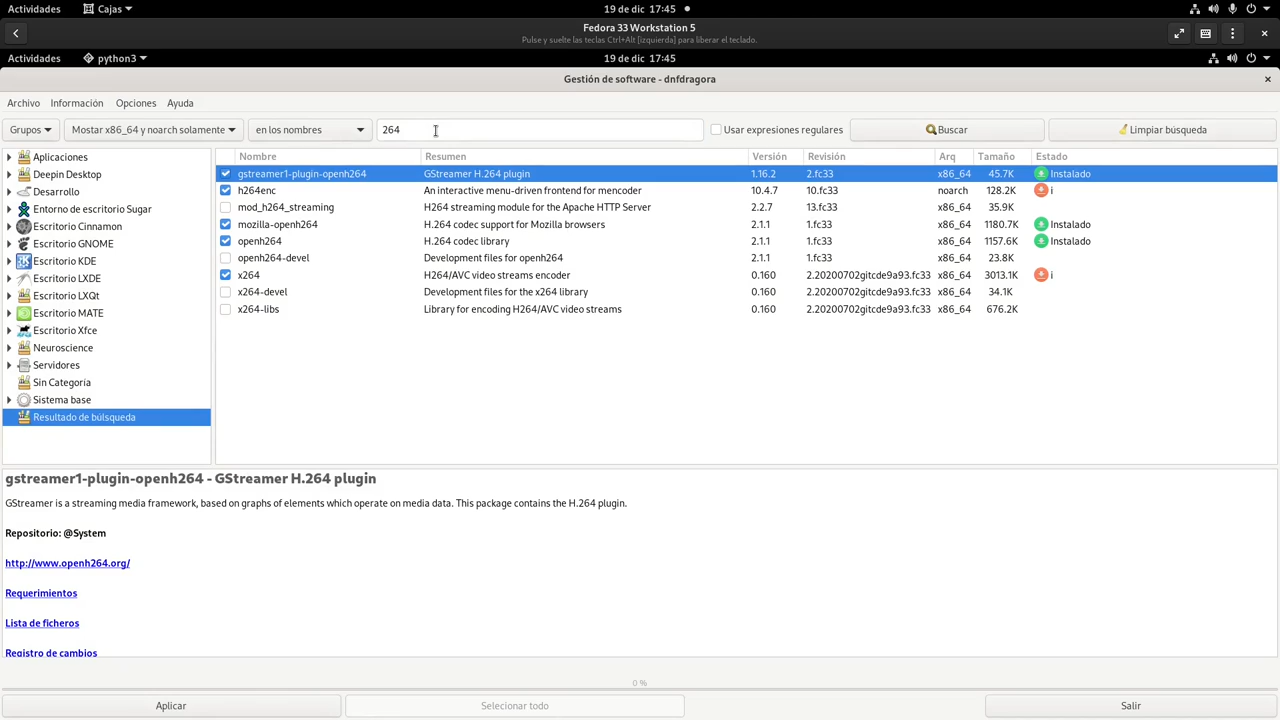 Actividades Cajas 19 de dic 17:45
Fedora 33 Workstation 5
Pulse y suelte las teclas Ctrl+Alt [izquierda] para liberar el teclado.
Actividades python3 19 de dic 17:45
Gestión de software - dnfdragora
Archivo Información Opciones Ayuda
Grupos Mostar x86_64 y noarch solamente en los nombres 264 Usar expresiones regulares Buscar Limpiar búsqueda
Nombre Resumen Versión Revisión Arq Tamaño Estado
gstreamer1-plugin-openh264 GStreamer H.264 plugin 1.16.2 2.fc33 x86_64 45.7K Instalado
h264enc An interactive menu-driven frontend for mencoder 10.4.7 10.fc33 noarch 128.2K i
mod_h264_streaming H264 streaming module for the Apache HTTP Server 2.2.7 13.fc33 x86_64 35.9K
mozilla-openh264 H.264 codec support for Mozilla browsers 2.1.1 1.fc33 x86_64 1180.7K Instalado
openh264 H.264 codec library 2.1.1 1.fc33 x86_64 1157.6K Instalado
openh264-devel Development files for openh264 2.1.1 1.fc33 x86_64 23.8K
x264 H264/AVC video streams encoder 0.160 2.20200702gitcde9a93.fc33 x86_64 3013.1K i
x264-devel Development files for the x264 library 0.160 2.20200702gitcde9a93.fc33 x86_64 34.1K
x264-libs Library for encoding H264/AVC video streams 0.160 2.20200702gitcde9a93.fc33 x86_64 676.2K
Aplicaciones
Deepin Desktop
Desarrollo
Entorno de escritorio Sugar
Escritorio Cinnamon
Escritorio GNOME
Escritorio KDE
Escritorio LXDE
Escritorio LXQt
Escritorio MATE
Escritorio Xfce
Neuroscience
Servidores
Sin Categoría
Sistema base
Resultado de búlsqueda
gstreamer1-plugin-openh264 - GStreamer H.264 plugin
GStreamer is a streaming media framework, based on graphs of elements which operate on media data. This package contains the H.264 plugin.
Repositorio: @System
http://www.openh264.org/
Requerimientos
Lista de ficheros
Registro de cambios
0 %
Aplicar Selecionar todo Salir